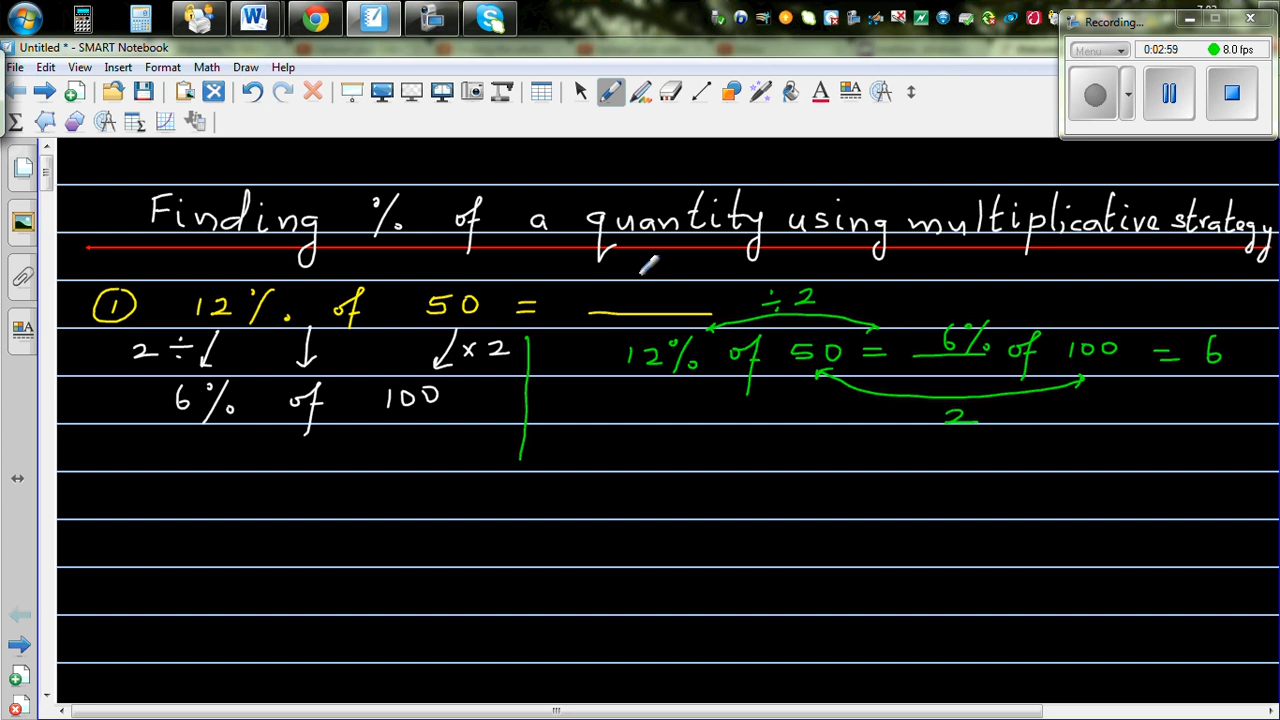 Recording...
Menu
0:02:59
8.0 fps
Untitled * - SMART Notebook
File Edit View Insert Format Math Draw Help
Finding % of a quantity using multiplicative strategy
① 12%. of 50 =
2 ÷ × 2
6% of 100
÷ 2
12% of 50 = 6% of 100 = 6
2